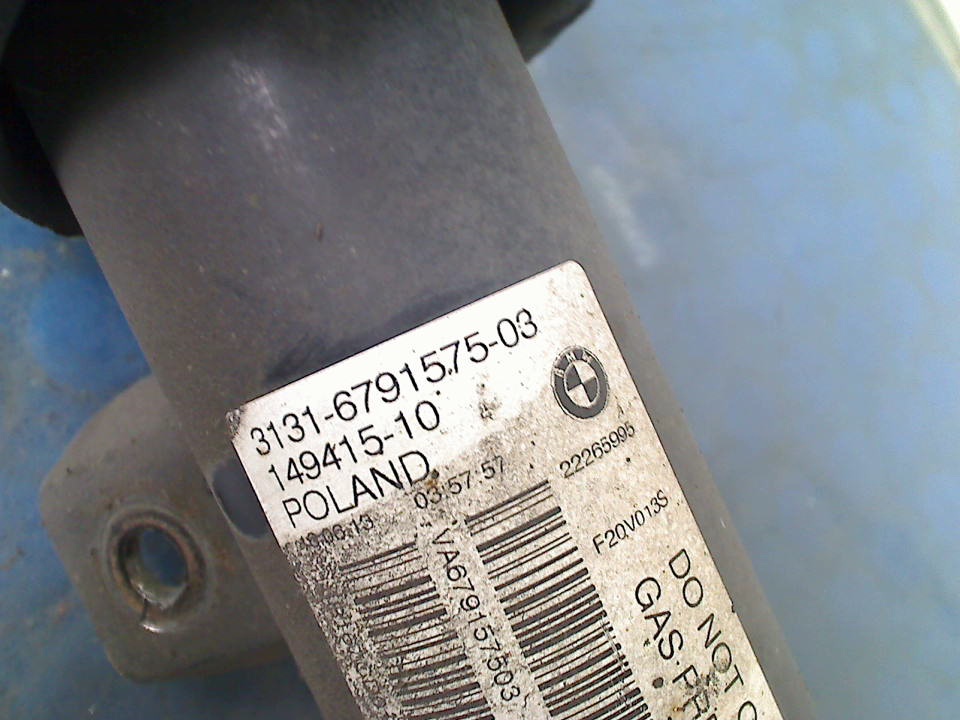 3131-6791575-03
149415-10
POLAND
03:57:57
22265995
F20V013S
VA679157503
DO NOT
GAS